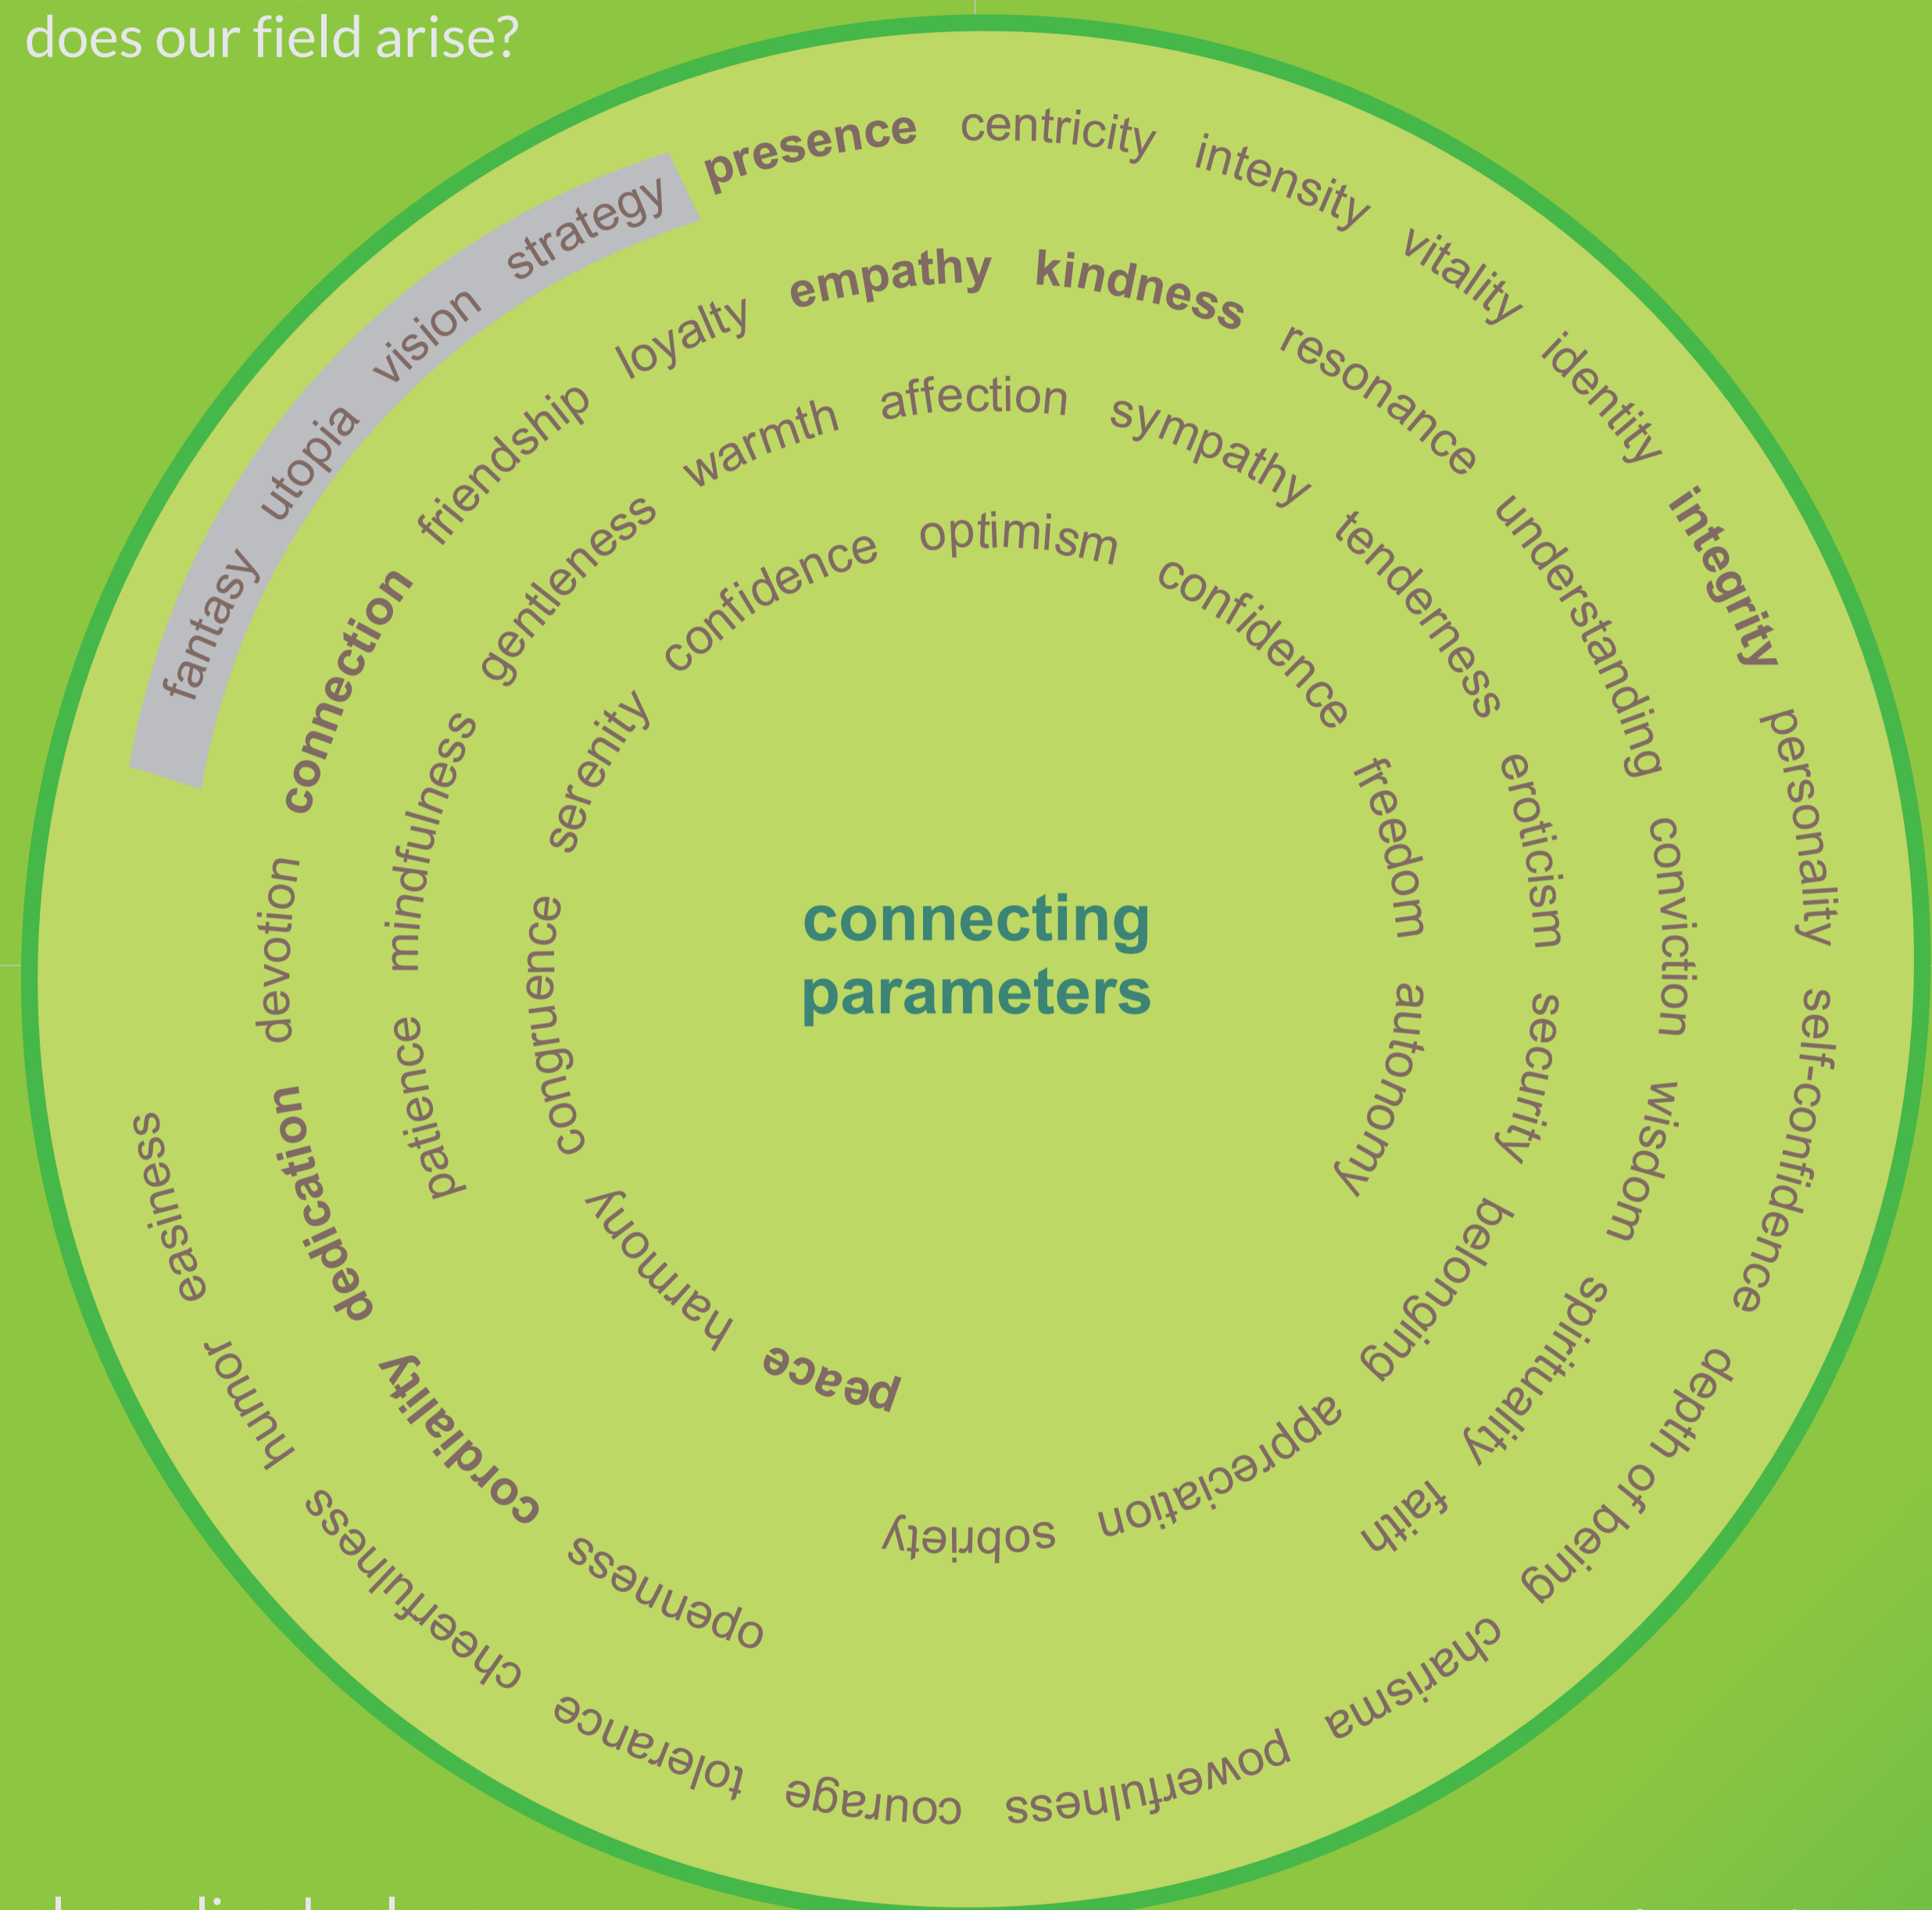 does our field arise?
fantasy utopia vision strategy
presence centricity intensity vitality identity integrity personality self-confidence depth of being charisma powerfulness courage tolerance cheerfulness humor easiness
connection friendship loyalty empathy kindness resonance understanding conviction wisdom spirituality faith
openness cordiality dedication devotion
patience mindfulness gentleness warmth affection sympathy tenderness eroticism security belonging appreciation sobriety
peace harmony congruence serenity confidence optimism confidence freedom autonomy
connecting
parameters